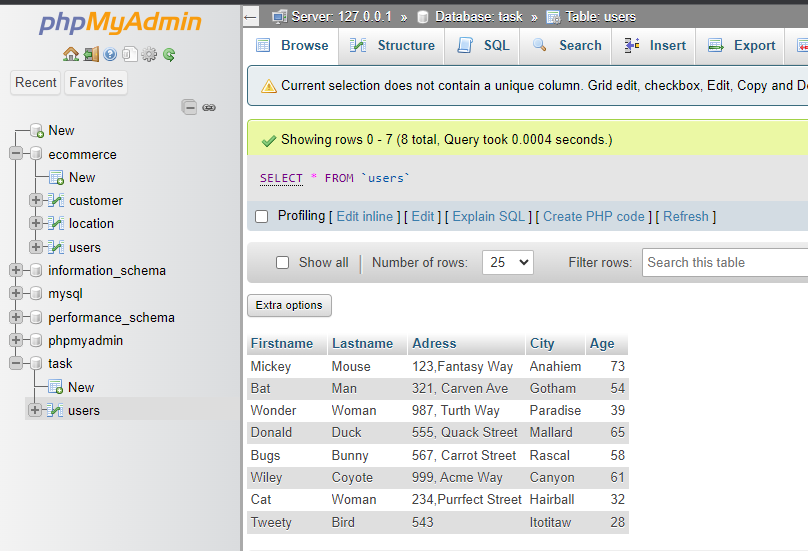 phpMyAdmin
Recent Favorites
New
ecommerce
New
customer
location
users
information_schema
mysql
performance_schema
phpmyadmin
task
New
users
Server: 127.0.0.1 » Database: task » Table: users
Browse Structure SQL Search Insert Export
Current selection does not contain a unique column. Grid edit, checkbox, Edit, Copy and D
Showing rows 0 - 7 (8 total, Query took 0.0004 seconds.)
SELECT * FROM `users`
Profiling [ Edit inline ] [ Edit ] [ Explain SQL ] [ Create PHP code ] [ Refresh ]
Show all | Number of rows: 25 Filter rows: Search this table
Extra options
Firstname Lastname Adress City Age
Mickey Mouse 123,Fantasy Way Anahiem 73
Bat Man 321, Carven Ave Gotham 54
Wonder Woman 987, Turth Way Paradise 39
Donald Duck 555, Quack Street Mallard 65
Bugs Bunny 567, Carrot Street Rascal 58
Wiley Coyote 999, Acme Way Canyon 61
Cat Woman 234,Purrfect Street Hairball 32
Tweety Bird 543 Itotitaw 28